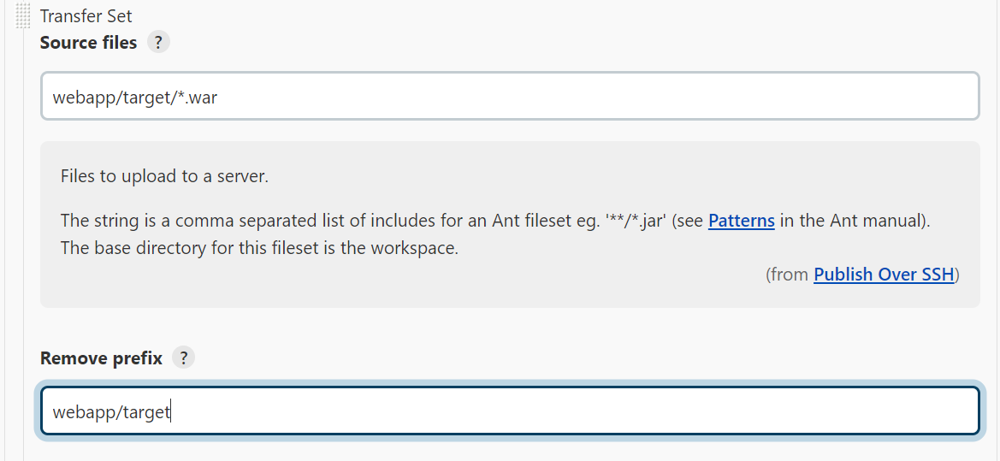 Transfer Set
Source files ?
webapp/target/*.war
Files to upload to a server.
The string is a comma separated list of includes for an Ant fileset eg. '**/*.jar' (see Patterns in the Ant manual).
The base directory for this fileset is the workspace.
(from Publish Over SSH)
Remove prefix ?
webapp/target